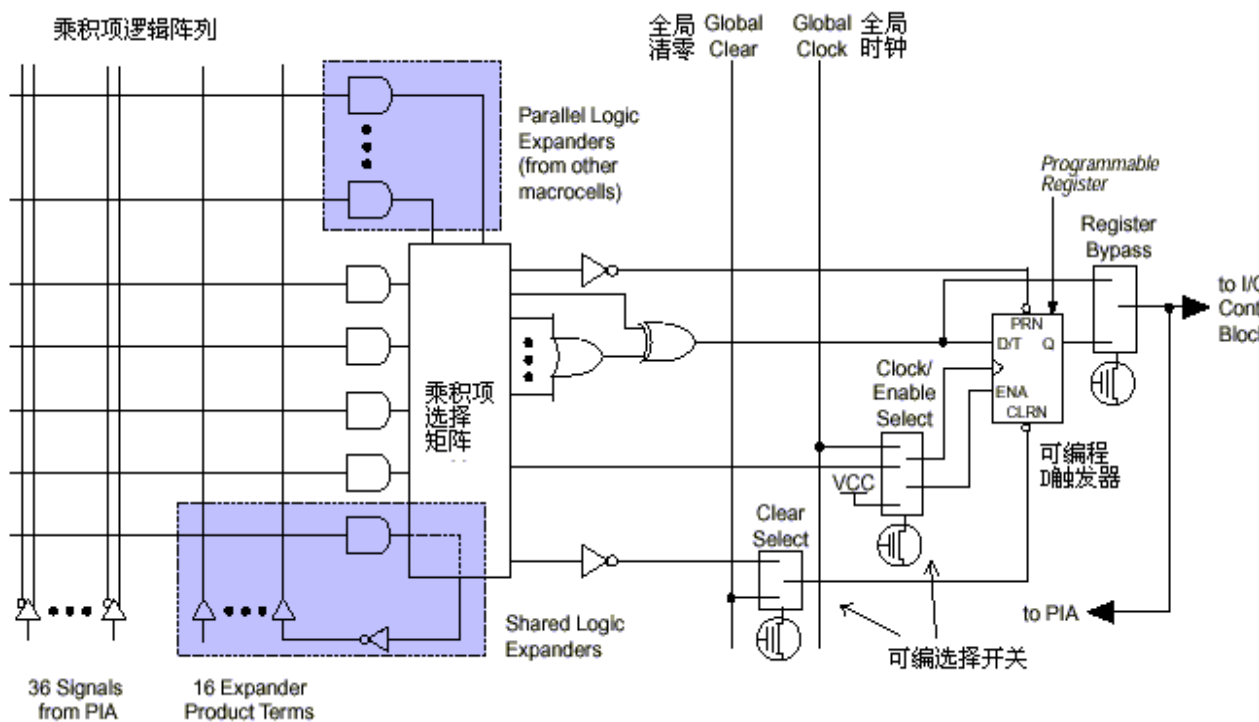 乘积项逻辑阵列
全局
清零
Global
Clear
Global
Clock
全局
时钟
Parallel Logic
Expanders
(from other
macrocells)
Programmable
Register
Register
Bypass
to I/O
Cont
Block
PRN
D/T
Q
ENA
CLRN
Clock/
Enable
Select
乘积项
选择
矩阵
可编程
D触发器
VCC
Clear
Select
Shared Logic
Expanders
to PIA
可编选择开关
36 Signals
from PIA
16 Expander
Product Terms